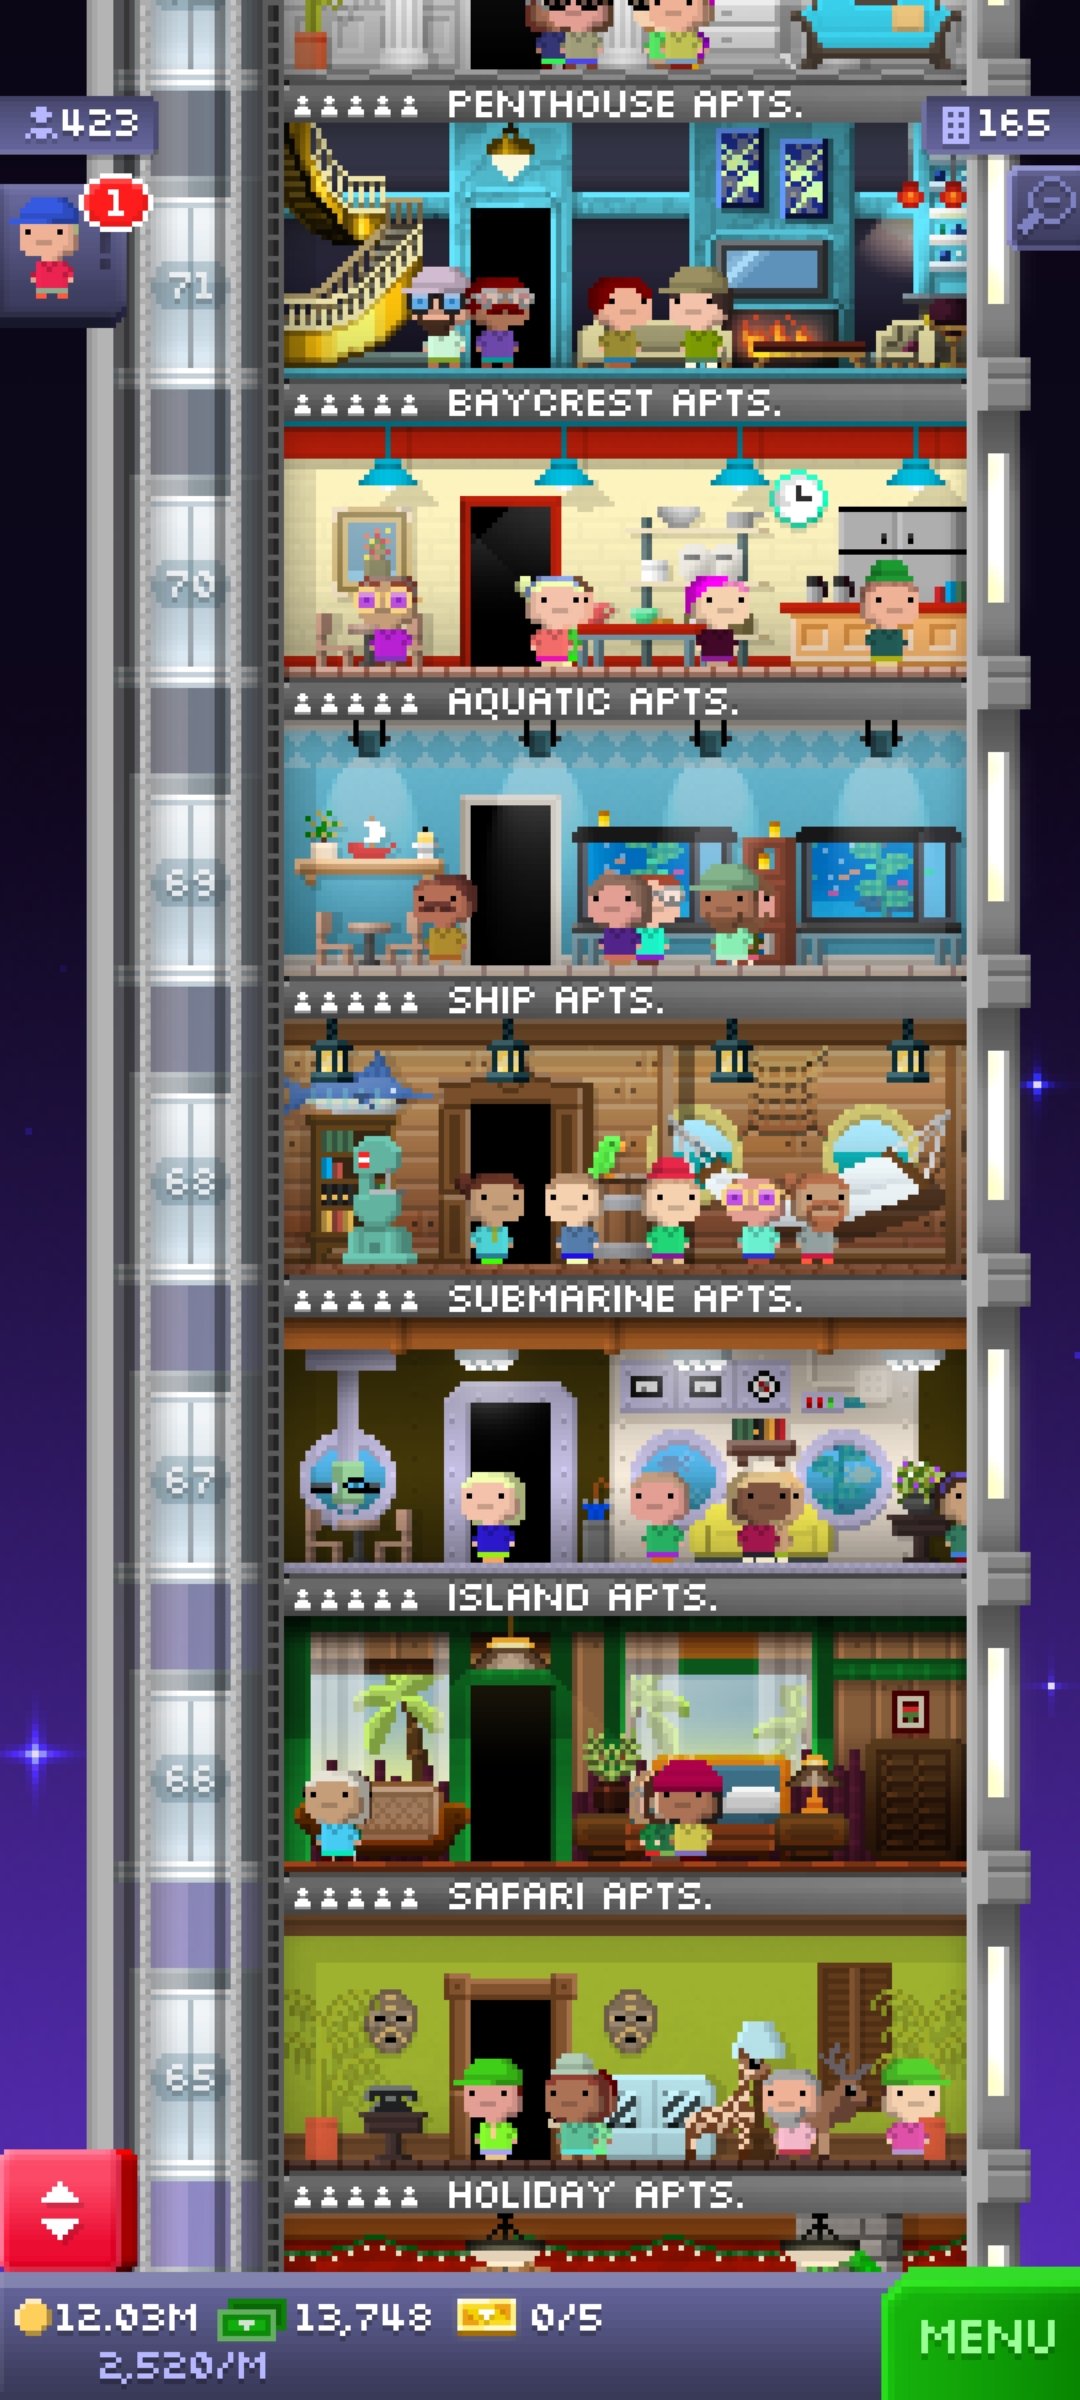 PENTHOUSE APTS.
423
165
1
71
BAYCREST APTS.
70
AQUATIC APTS.
69
SHIP APTS.
68
SUBMARINE APTS.
67
ISLAND APTS.
66
SAFARI APTS.
65
HOLIDAY APTS.
12.03M 13,748 0/5
2,520/M
MENU